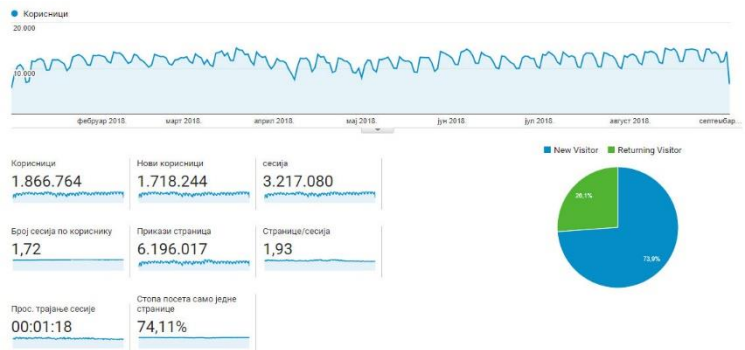 Корисници
20 000
10 000
фебруар 2018.
март 2018.
април 2018.
мај 2018.
јун 2018.
јул 2018.
август 2018.
септембар...
New Visitor
Returning Visitor
Корисници
1.866.764
Нови корисници
1.718.244
сесија
3.217.080
Број сесија по кориснику
1,72
Прикази страница
6.196.017
Странице/сесија
1,93
Прос. трајање сесије
00:01:18
Стопа посета само једне
странице
74,11%
26,1%
73,9%